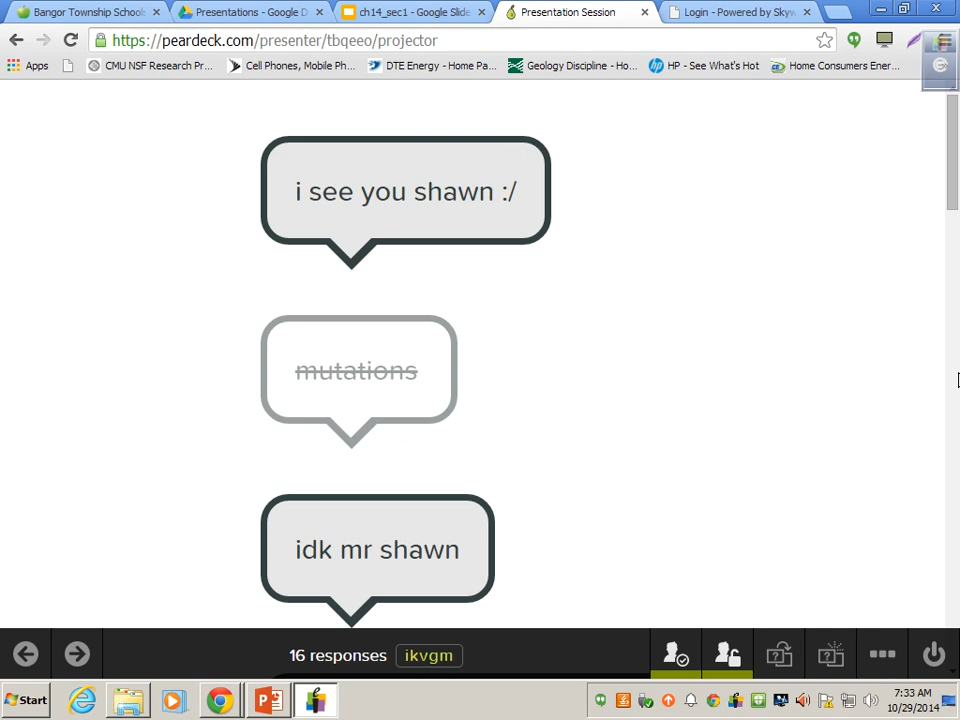 Bangor Township Schools
Presentations - Google D
ch14_sec1 - Google Slide
Presentation Session
Login - Powered by Skyw
https://peardeck.com/presenter/tbqeeo/projector
Apps
CMU NSF Research Pr...
Cell Phones, Mobile Ph...
DTE Energy - Home Pa...
Geology Discipline - Ho...
HP - See What's Hot
Home Consumers Ener...
i see you shawn :/
mutations
idk mr shawn
16 responses ikvgm
Start
7:33 AM
10/29/2014